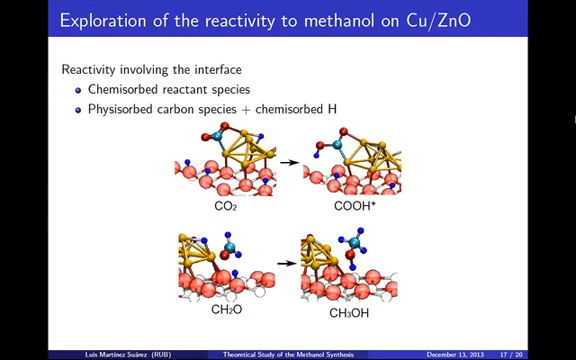 Exploration of the reactivity to methanol on Cu/ZnO
Reactivity involving the interface
Chemisorbed reactant species
Physisorbed carbon species + chemisorbed H
CO₂
COOH*
CH₂O
CH₃OH
Luis Martínez Suárez (RUB)
Theoretical Study of the Methanol Synthesis
December 13, 2013
17 / 20